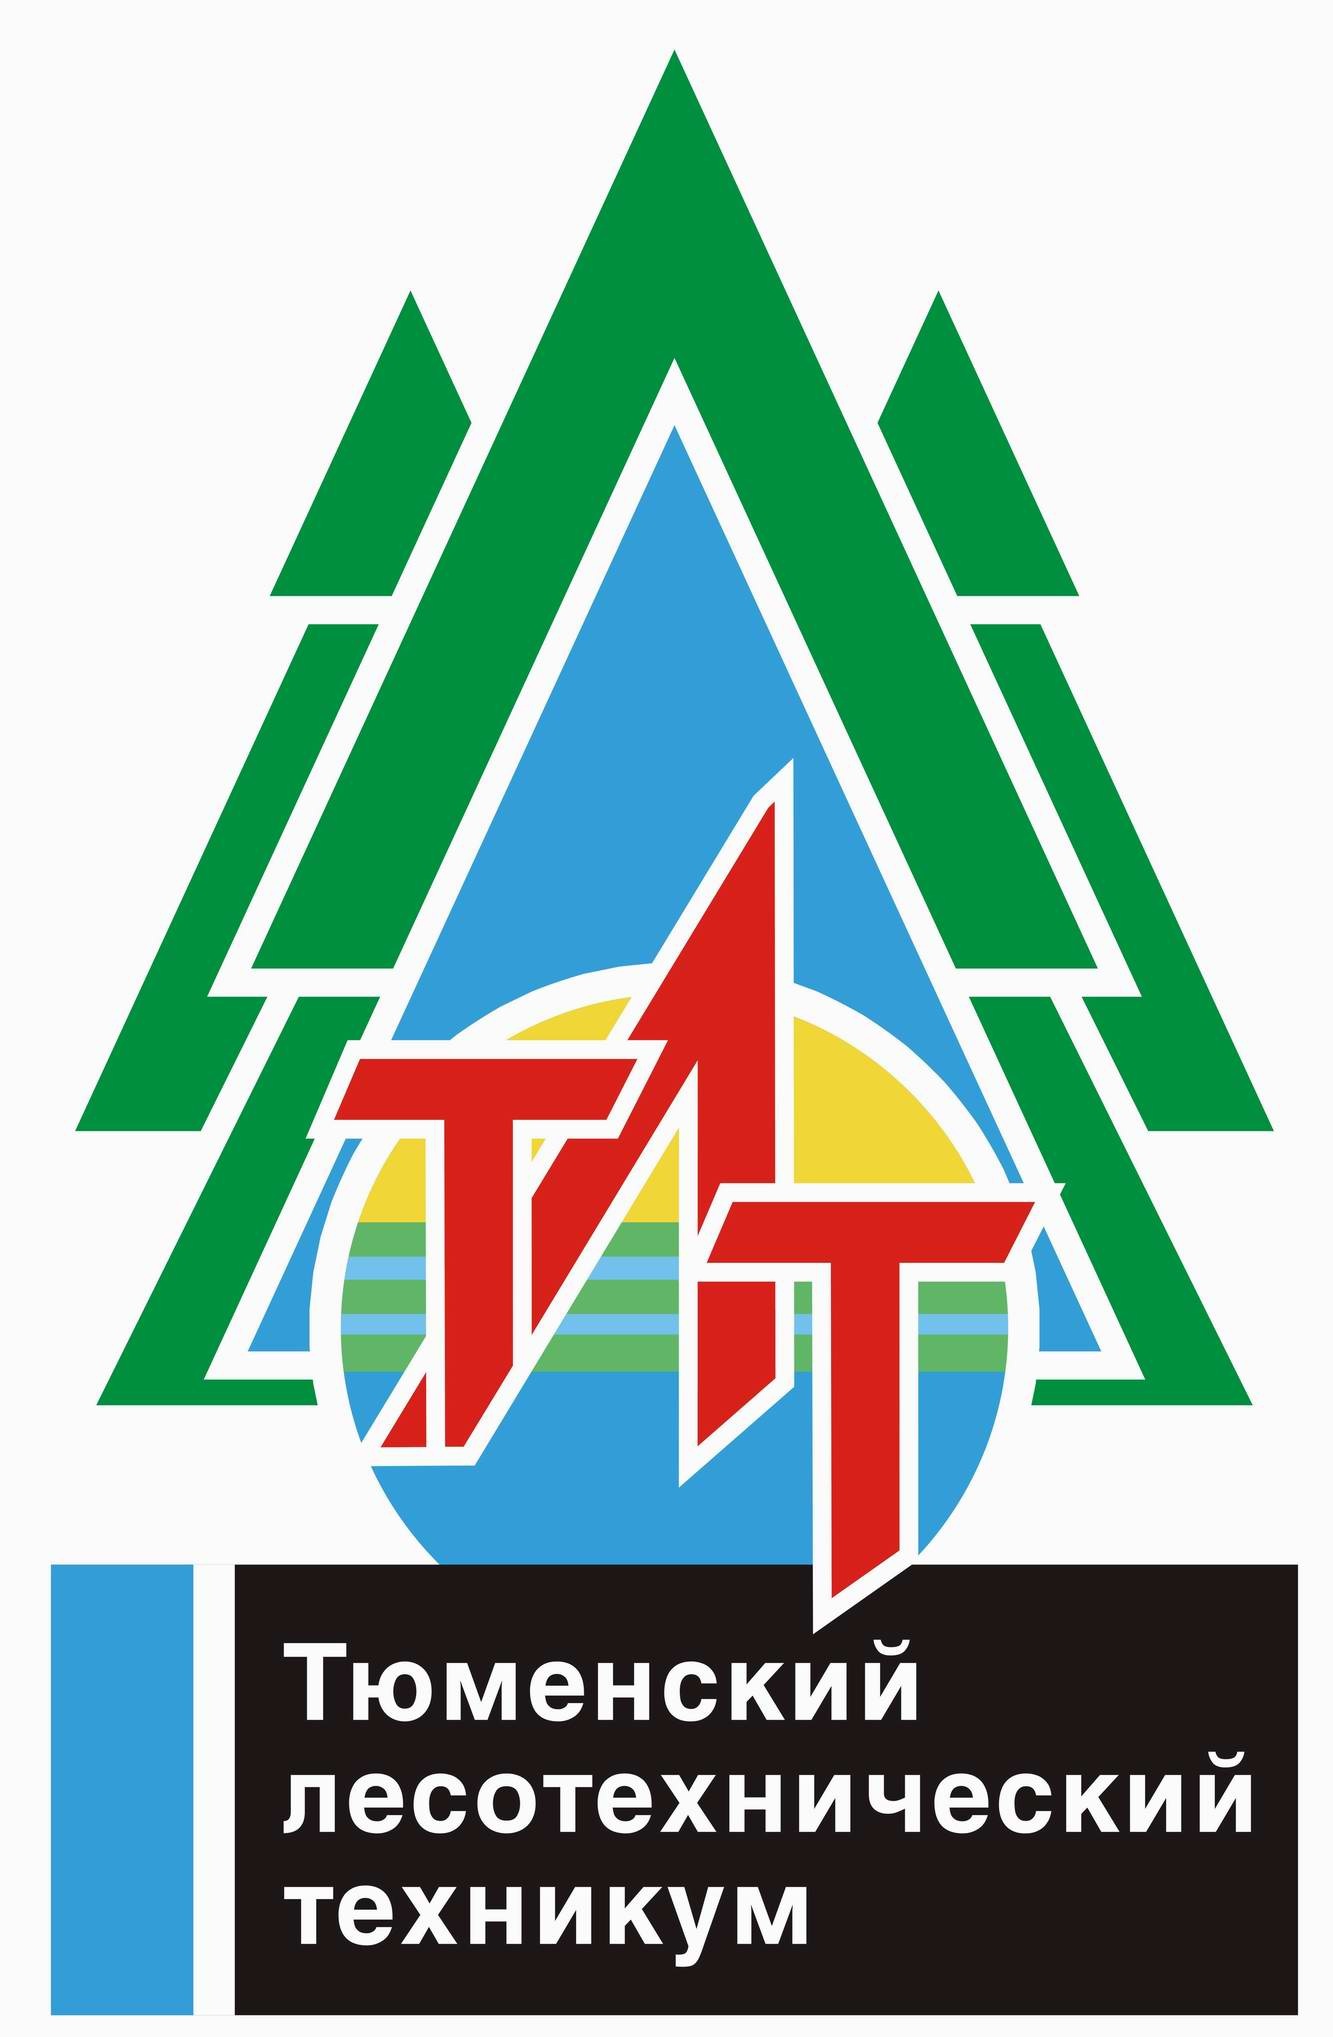 ТЛТ
Тюменский
лесотехнический
техникум